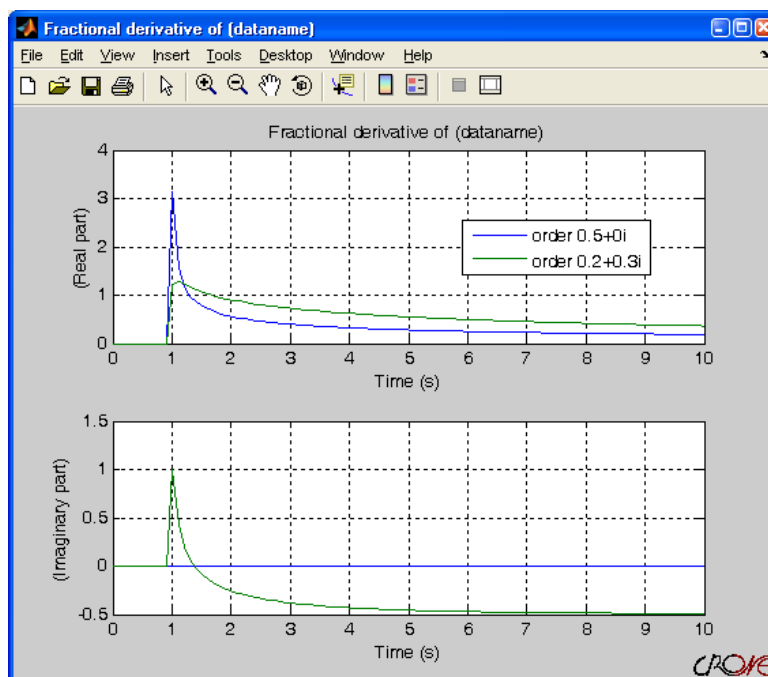 Fractional derivative of (dataname)
File Edit View Insert Tools Desktop Window Help
Fractional derivative of (dataname)
4
3
2
1
0
(Real part)
order 0.5+0i
order 0.2+0.3i
0 1 2 3 4 5 6 7 8 9 10
Time (s)
1.5
1
0.5
0
-0.5
(Imaginary part)
0 1 2 3 4 5 6 7 8 9 10
Time (s)
CRONE